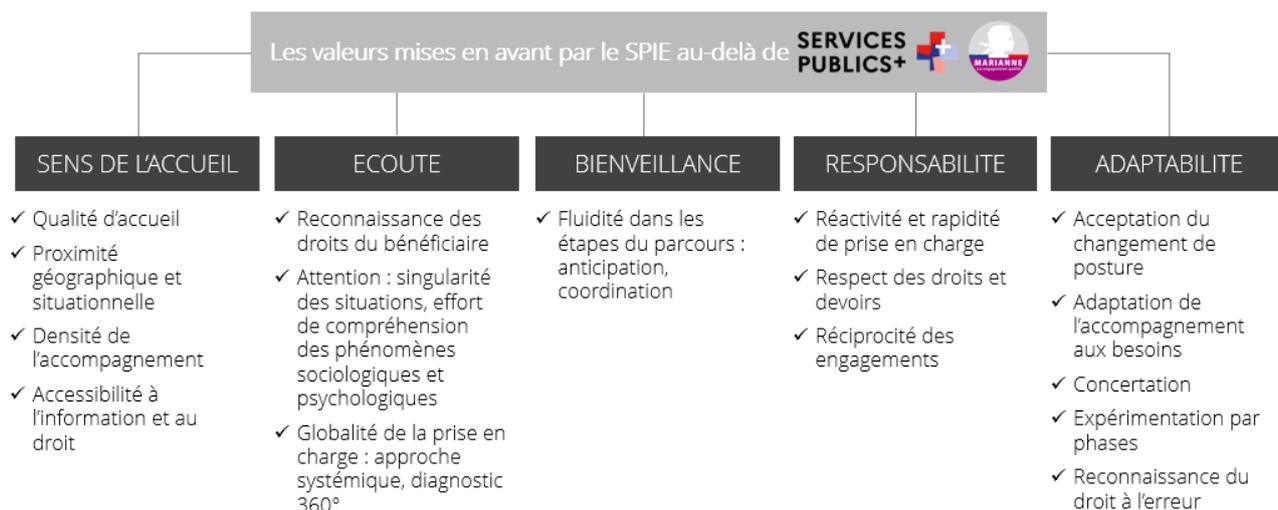 Les valeurs mises en avant par le SPIE au-delà de
SERVICES
PUBLICS+
MARIANNE
SENS DE L’ACCUEIL
✓ Qualité d’accueil
✓ Proximité
géographique et
situationnelle
✓ Densité de
l’accompagnement
✓ Accessibilité à
l’information et au
droit
ECOUTE
✓ Reconnaissance des
droits du bénéficiaire
✓ Attention : singularité
des situations, effort
de compréhension
des phénomènes
sociologiques et
psychologiques
✓ Globalité de la prise en
charge : approche
systémique, diagnostic
360°
BIENVEILLANCE
✓ Fluidité dans les
étapes du parcours :
anticipation,
coordination
RESPONSABILITE
✓ Réactivité et rapidité
de prise en charge
✓ Respect des droits et
devoirs
✓ Réciprocité des
engagements
ADAPTABILITE
✓ Acceptation du
changement de
posture
✓ Adaptation de
l’accompagnement
aux besoins
✓ Concertation
✓ Expérimentation par
phases
✓ Reconnaissance du
droit à l’erreur